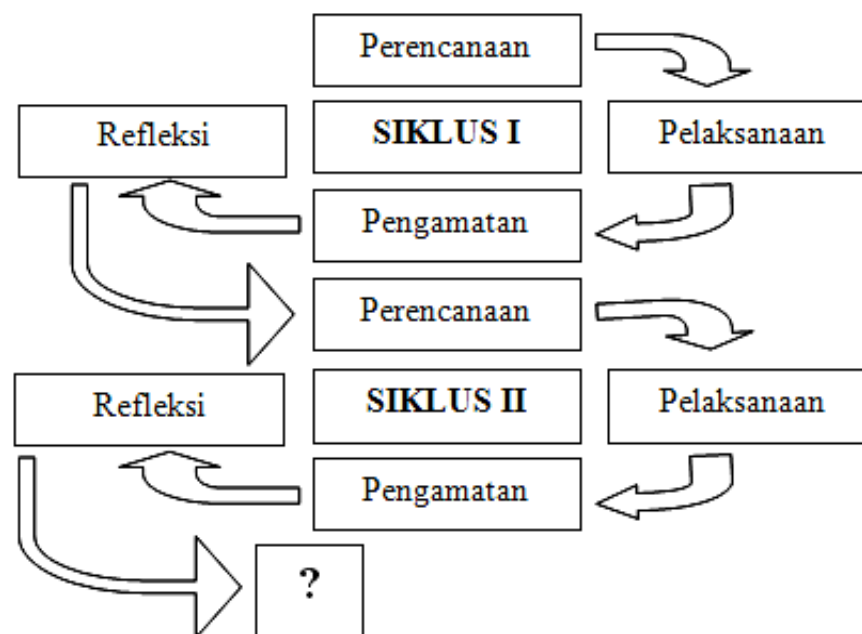 Perencanaan
Refleksi
SIKLUS I
Pelaksanaan
Pengamatan
Perencanaan
Refleksi
SIKLUS II
Pelaksanaan
Pengamatan
?